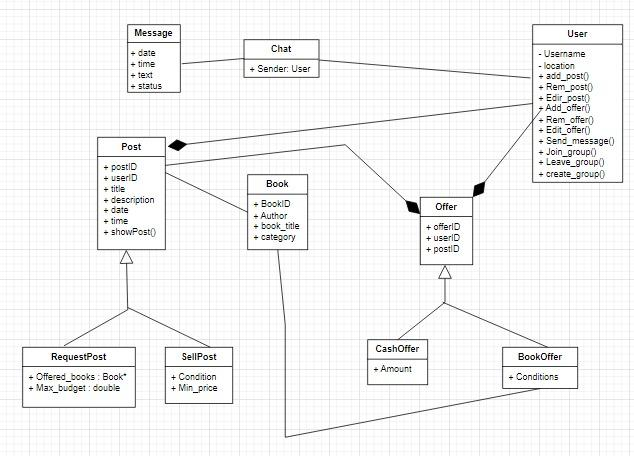 Message
+ date
+ time
+ text
+ status
Chat
+ Sender: User
User
- Username
- location
+ add_post()
+ Rem_post()
+ Edir_post()
+ Add_offer()
+ Rem_offer()
+ Edit_offer()
+ Send_message()
+ Join_group()
+ Leave_group()
+ create_group()
Post
+ postID
+ userID
+ title
+ description
+ date
+ time
+ showPost()
Book
+ BookID
+ Author
+ book_title
+ category
Offer
+ offerID
+ userID
+ postID
RequestPost
+ Offered_books : Book*
+ Max_budget : double
SellPost
+ Condition
+ Min_price
CashOffer
+ Amount
BookOffer
+ Conditions